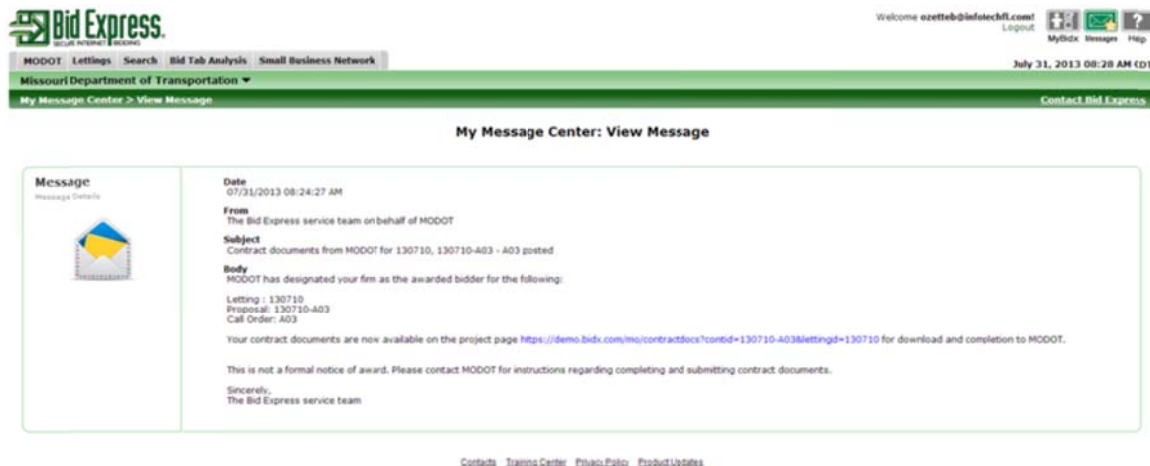 Bid Express.
SECURE INTERNET BIDDING
Welcome ozetteb@infotechfl.com!
Logout
MyBidx Messages Help
MODOT Lettings Search Bid Tab Analysis Small Business Network
July 31, 2013 08:28 AM (DT
Missouri Department of Transportation
My Message Center > View Message
Contact Bid Express
My Message Center: View Message
Message
Message Details
Date
07/31/2013 08:24:27 AM
From
The Bid Express service team on behalf of MODOT
Subject
Contract documents from MODOT for 130710, 130710-A03 - A03 posted
Body
MODOT has designated your firm as the awarded bidder for the following:
Letting : 130710
Proposal: 130710-A03
Call Order: A03
Your contract documents are now available on the project page https://demo.bidx.com/mo/contractdocs?contid=130710-A03&lettingid=130710 for download and completion to MODOT.
This is not a formal notice of award. Please contact MODOT for instructions regarding completing and submitting contract documents.
Sincerely,
The Bid Express service team
Contacts Training Center Privacy Policy Product Updates